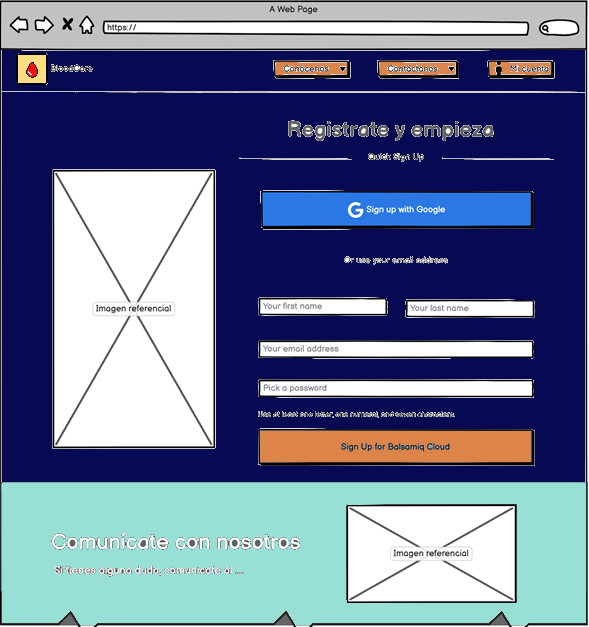 A Web Page
https://
BloodCare
Conócenos
Contáctanos
Mi cuenta
Registrate y empieza
Quick Sign Up
Sign up with Google
Or use your email address
Imagen referencial
Your first name
Your last name
Your email address
Pick a password
Use at least one letter, one numeral, and seven characters.
Sign Up for Balsamiq Cloud
Comunícate con nosotros
Imagen referencial
Si tienes alguna duda, comunicate al ....